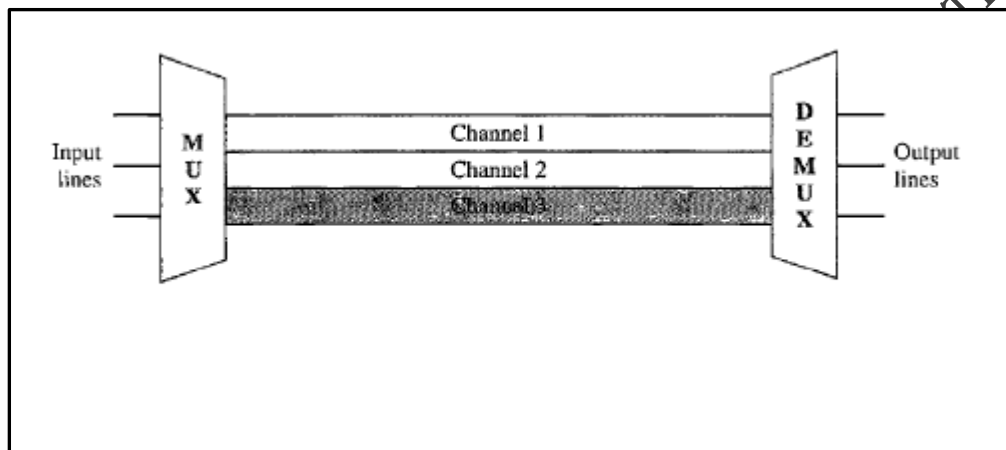 Input
lines
M
U
X
Channel 1
Channel 2
Channel 3
D
E
M
U
X
Output
lines